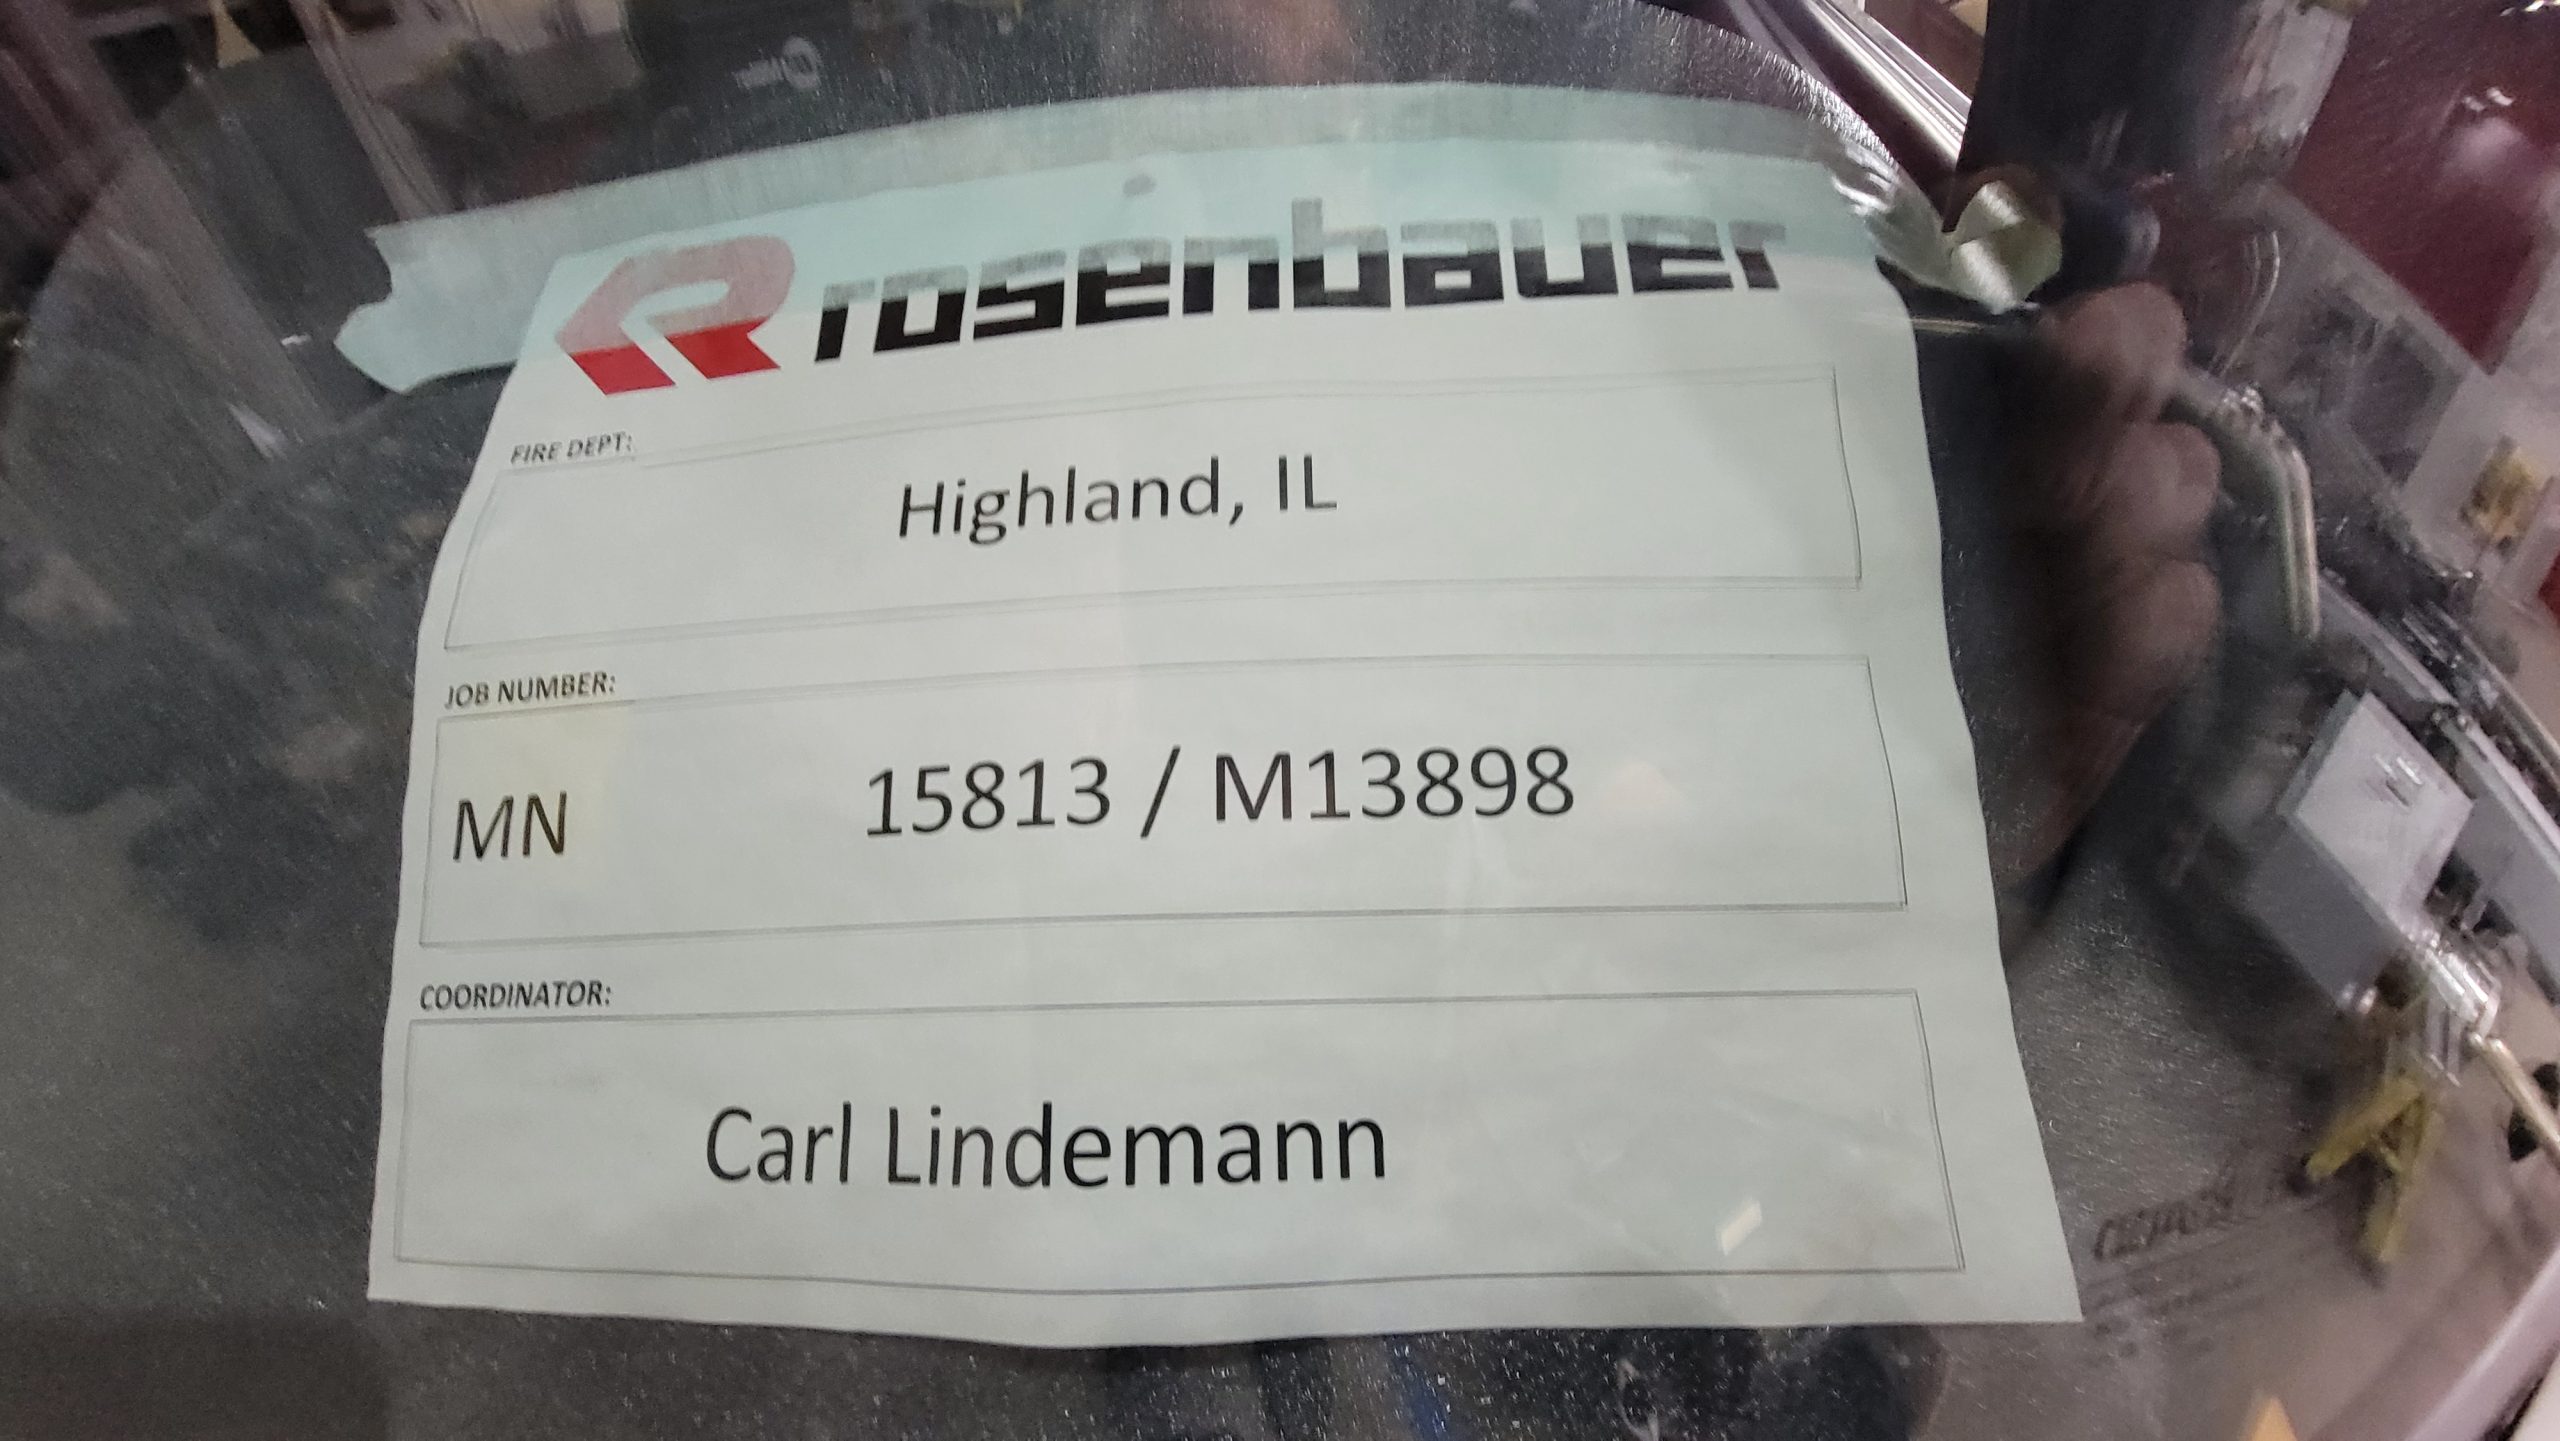 rosenbauer
FIRE DEPT:
Highland, IL
JOB NUMBER:
MN 15813 / M13898
COORDINATOR:
Carl Lindemann